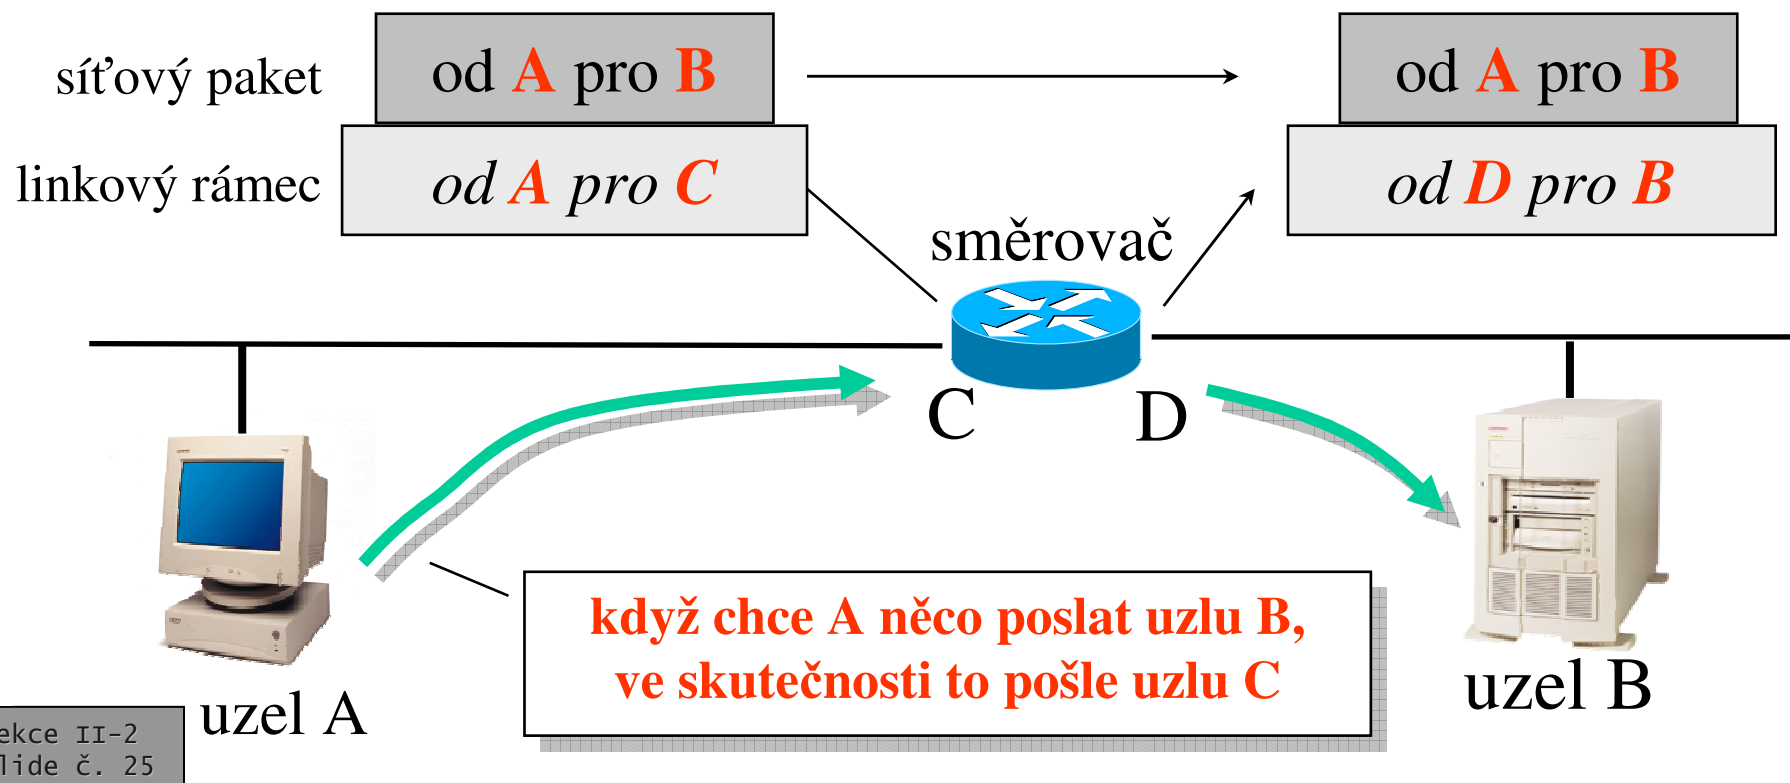 síťový paket
od A pro B
od A pro B
linkový rámec
od A pro C
od D pro B
směrovač
C
D
když chce A něco poslat uzlu B,
ve skutečnosti to pošle uzlu C
uzel A
uzel B
ekce II-2
lide č. 25